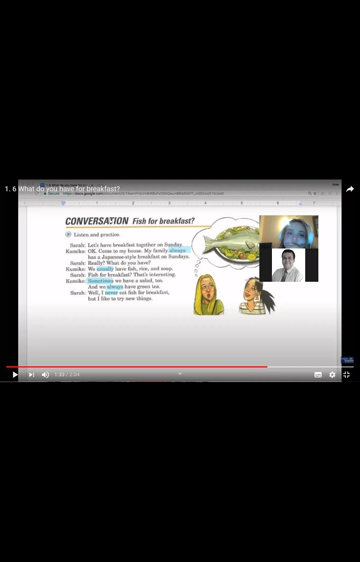 1. 6 What do you have for breakfast?
CONVERSATION Fish for breakfast?
Listen and practice.
Sarah: Let's have breakfast together on Sunday.
Kumiko: OK. Come to my house. My family always
has a Japanese-style breakfast on Sundays.
Sarah: Really? What do you have?
Kumiko: We usually have fish, rice, and soup.
Sarah: Fish for breakfast? That's interesting.
Kumiko: Sometimes we have a salad, too.
And we always have green tea.
Sarah: Well, I never eat fish for breakfast,
but I like to try new things.
1:53 / 2:04